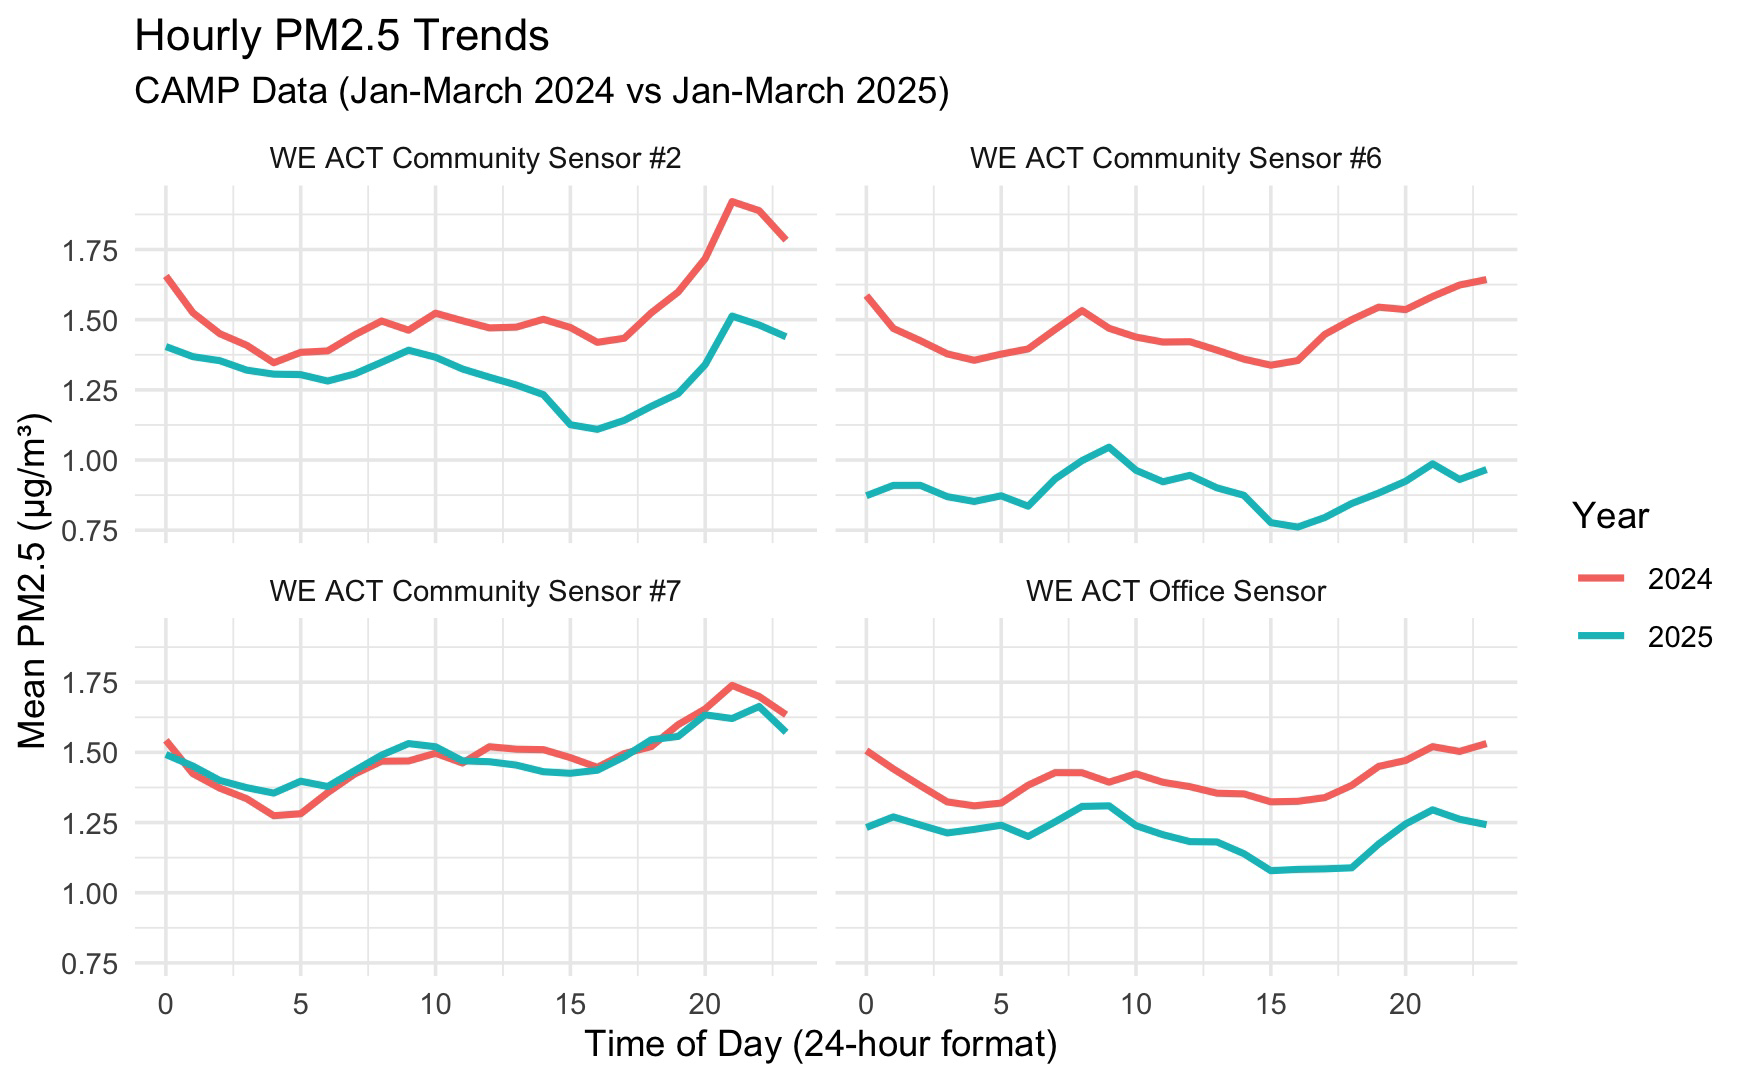 Hourly PM2.5 Trends
CAMP Data (Jan-March 2024 vs Jan-March 2025)
WE ACT Community Sensor #2
WE ACT Community Sensor #6
1.75
1.50
1.25
1.00
0.75
WE ACT Community Sensor #7
WE ACT Office Sensor
1.75
1.50
1.25
1.00
0.75
0 5 10 15 20
0 5 10 15 20
Time of Day (24-hour format)
Mean PM2.5 (µg/m³)
Year
2024
2025